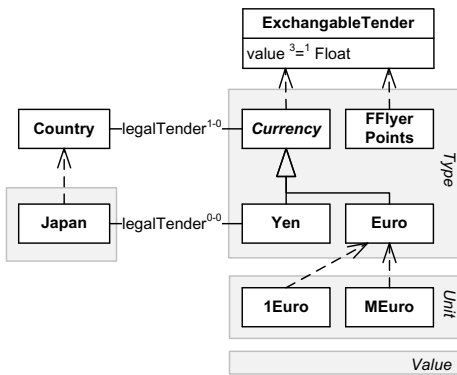 ExchangableTender
value ³=¹ Float
Country
legalTender¹⁻⁰
Currency
FFlyer
Points
Type
Japan
legalTender⁰⁻⁰
Yen
Euro
1Euro
MEuro
Unit
Value